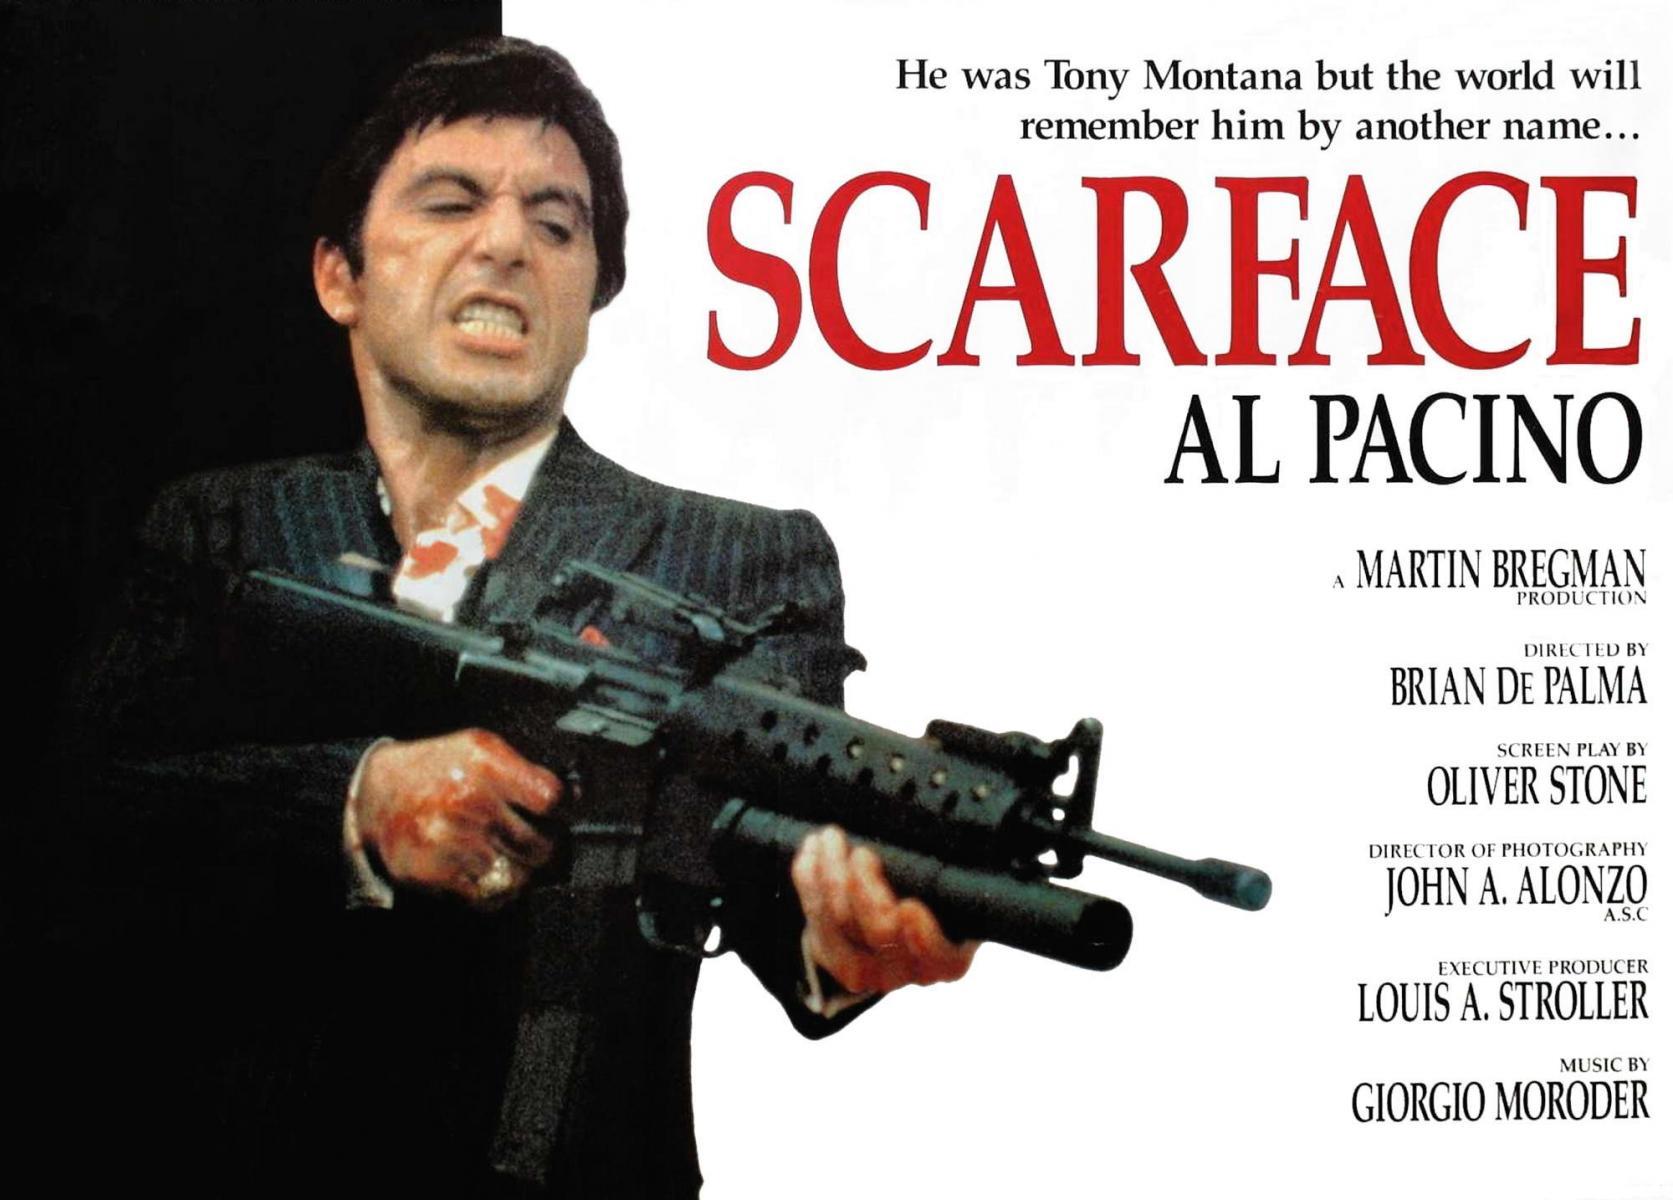 He was Tony Montana but the world will
remember him by another name...
SCARFACE
AL PACINO
A MARTIN BREGMAN
PRODUCTION
DIRECTED BY
BRIAN DE PALMA
SCREEN PLAY BY
OLIVER STONE
DIRECTOR OF PHOTOGRAPHY
JOHN A. ALONZO
A.S.C
EXECUTIVE PRODUCER
LOUIS A. STROLLER
MUSIC BY
GIORGIO MORODER